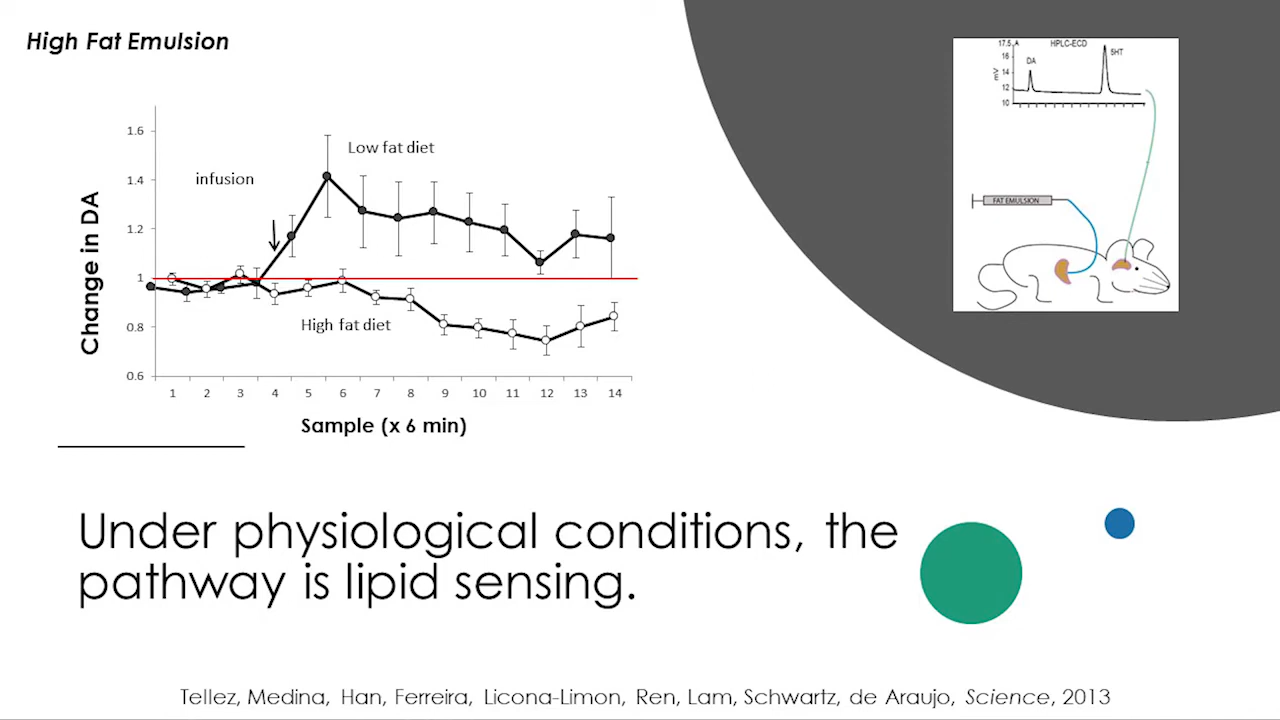 High Fat Emulsion
17.5 A HPLC-ECD
5HT
DA
mV
16
14
12
10
FAT EMULSION
Change in DA
1.6
1.4
1.2
1
0.8
0.6
infusion
Low fat diet
High fat diet
1 2 3 4 5 6 7 8 9 10 11 12 13 14
Sample (x 6 min)
Under physiological conditions, the
pathway is lipid sensing.
Tellez, Medina, Han, Ferreira, Licona-Limon, Ren, Lam, Schwartz, de Araujo, Science, 2013